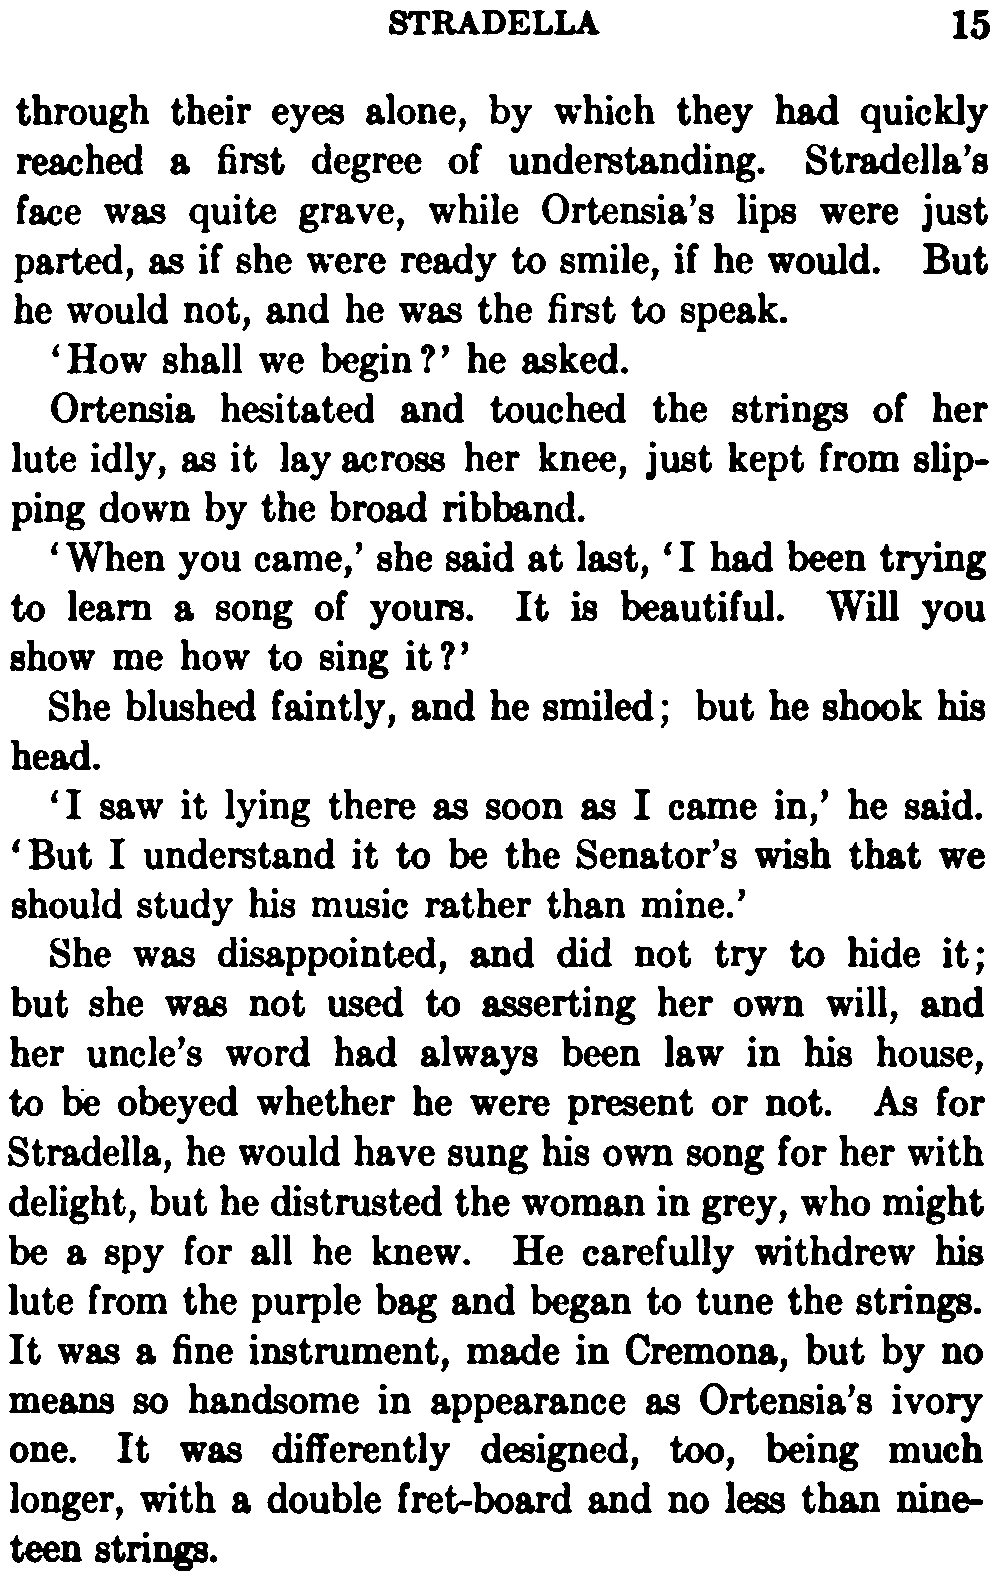 STRADELLA 15
through their eyes alone, by which they had quickly
reached a first degree of understanding. Stradella's
face was quite grave, while Ortensia's lips were just
parted, as if she were ready to smile, if he would. But
he would not, and he was the first to speak.
'How shall we begin?' he asked.
Ortensia hesitated and touched the strings of her
lute idly, as it lay across her knee, just kept from slip-
ping down by the broad ribband.
'When you came,' she said at last, 'I had been trying
to learn a song of yours. It is beautiful. Will you
show me how to sing it?'
She blushed faintly, and he smiled; but he shook his
head.
'I saw it lying there as soon as I came in,' he said.
'But I understand it to be the Senator's wish that we
should study his music rather than mine.'
She was disappointed, and did not try to hide it;
but she was not used to asserting her own will, and
her uncle's word had always been law in his house,
to be obeyed whether he were present or not. As for
Stradella, he would have sung his own song for her with
delight, but he distrusted the woman in grey, who might
be a spy for all he knew. He carefully withdrew his
lute from the purple bag and began to tune the strings.
It was a fine instrument, made in Cremona, but by no
means so handsome in appearance as Ortensia's ivory
one. It was differently designed, too, being much
longer, with a double fret-board and no less than nine-
teen strings.